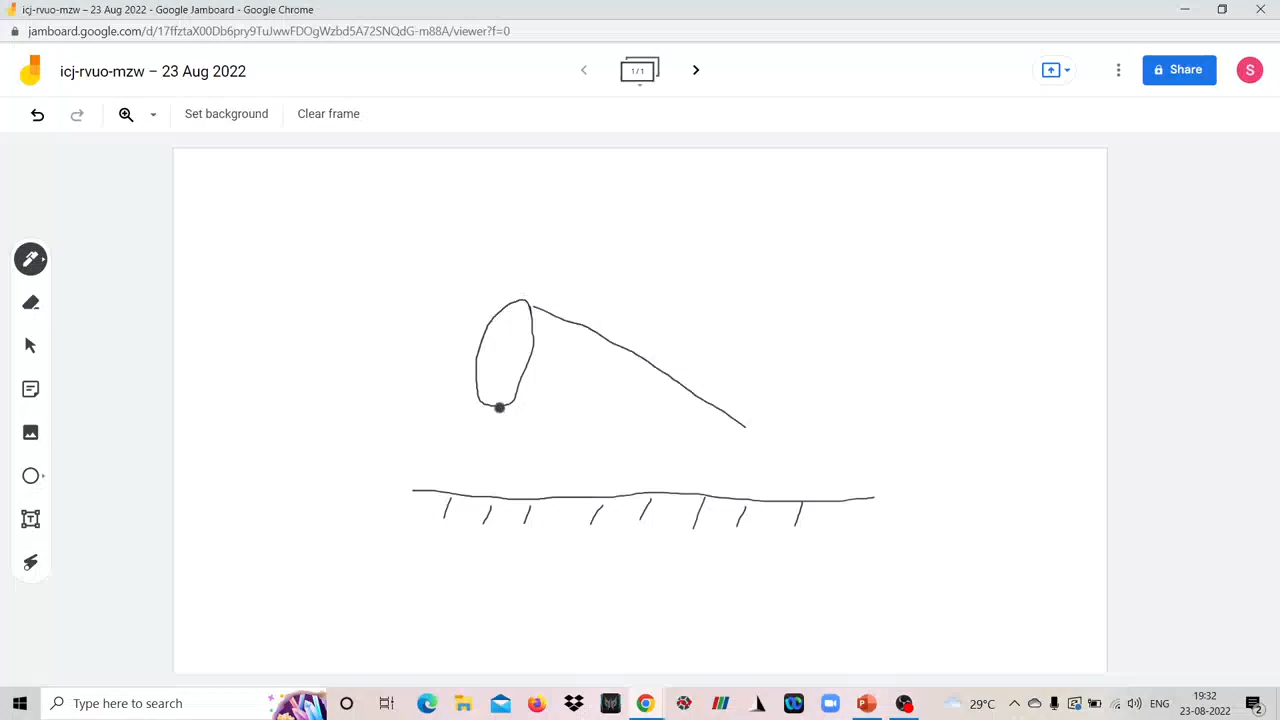 icj-rvuo-mzw – 23 Aug 2022 - Google Jamboard - Google Chrome
jamboard.google.com/d/17ffztaX00Db6pry9TuJwwFDOgWzbd5A72SNQdG-m88A/viewer?f=0
icj-rvuo-mzw – 23 Aug 2022
1 / 1
Share
S
Set background
Clear frame
T
Type here to search
29°C
ENG
19:32
23-08-2022
2